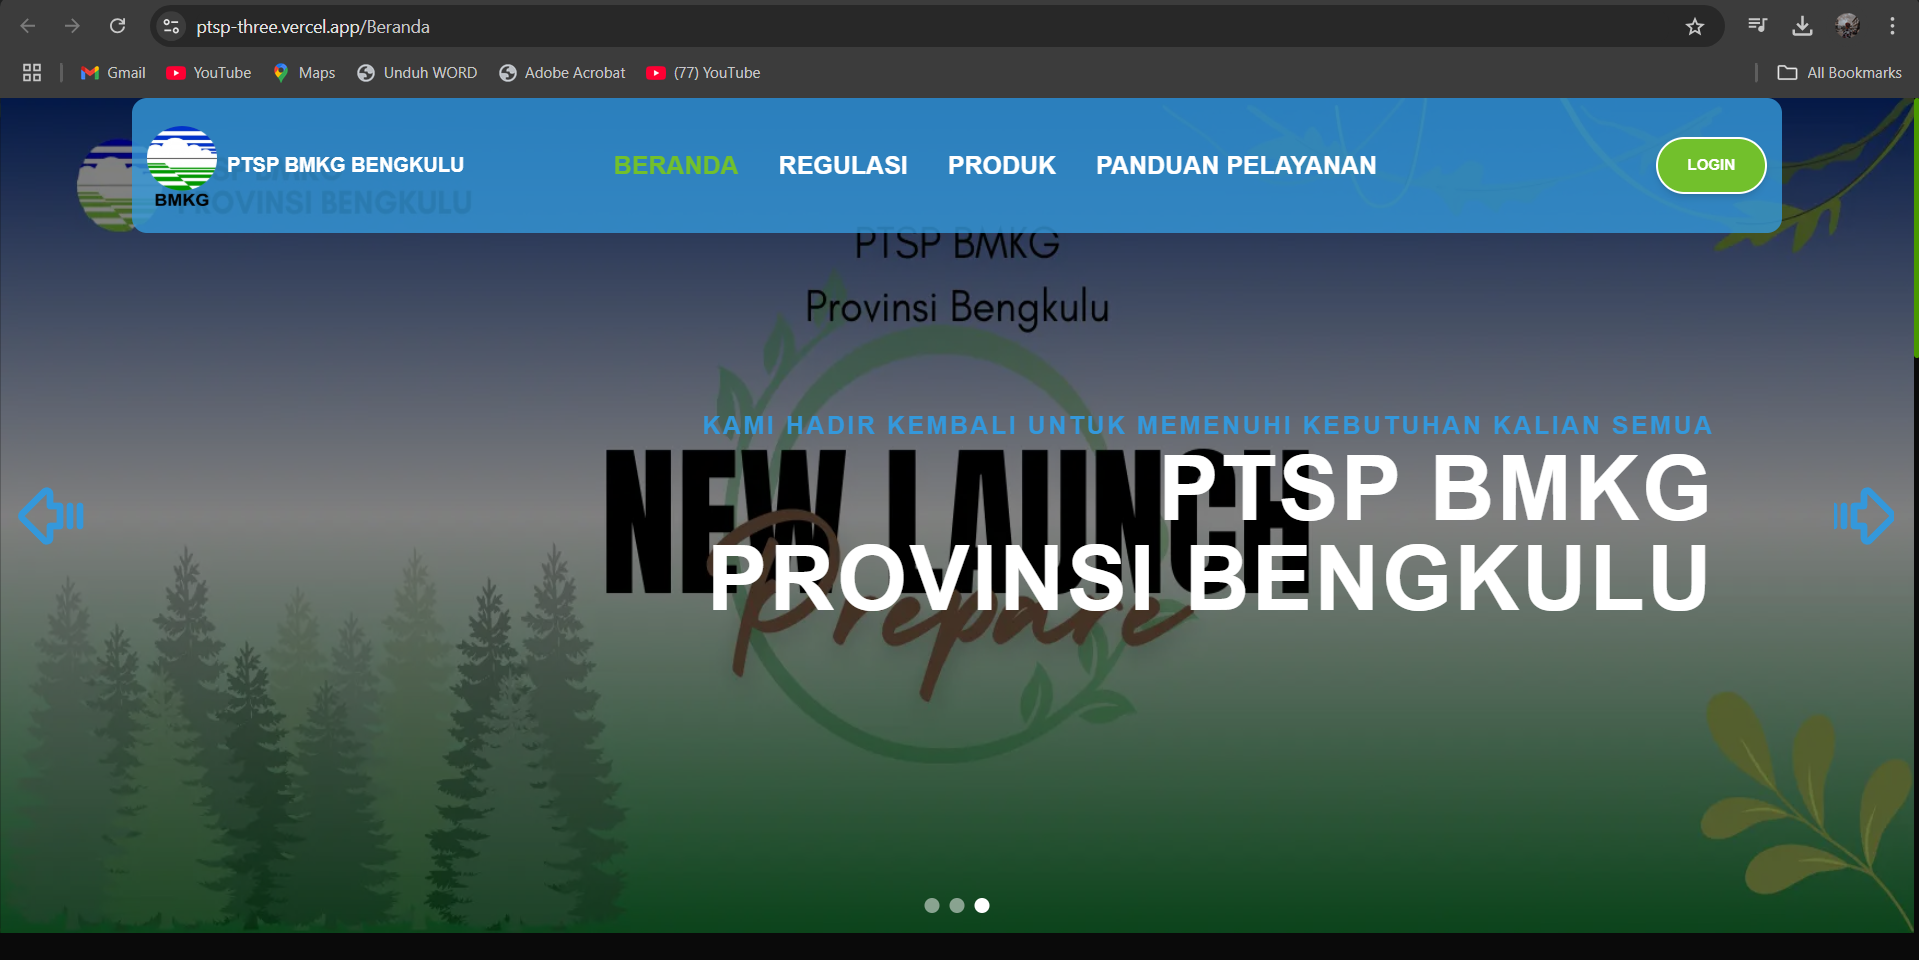 ptsp-three.vercel.app/Beranda
Gmail YouTube Maps Unduh WORD Adobe Acrobat (77) YouTube All Bookmarks
PTSP BMKG BENGKULU BERANDA REGULASI PRODUK PANDUAN PELAYANAN LOGIN
BMKG
PROVINSI BENGKULU
PTSP BMKG
Provinsi Bengkulu
KAMI HADIR KEMBALI UNTUK MEMENUHI KEBUTUHAN KALIAN SEMUA
NEW LAUNCH
Prepare
PTSP BMKG
PROVINSI BENGKULU